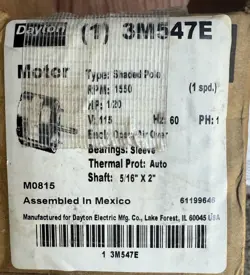 Dayton (1) 3M547E
Motor
Type: Shaded Pole
RPM: 1550 (1 spd.)
HP: 1/20
V: 115 Hz: 60 PH: 1
Encl: Open Air Over
Bearings: Sleeve
Thermal Prot: Auto
Shaft: 5/16" X 2"
M0815
Assembled In Mexico 61199646
Manufactured for Dayton Electric Mfg. Co., Lake Forest, IL 60045 USA
1 3M547E